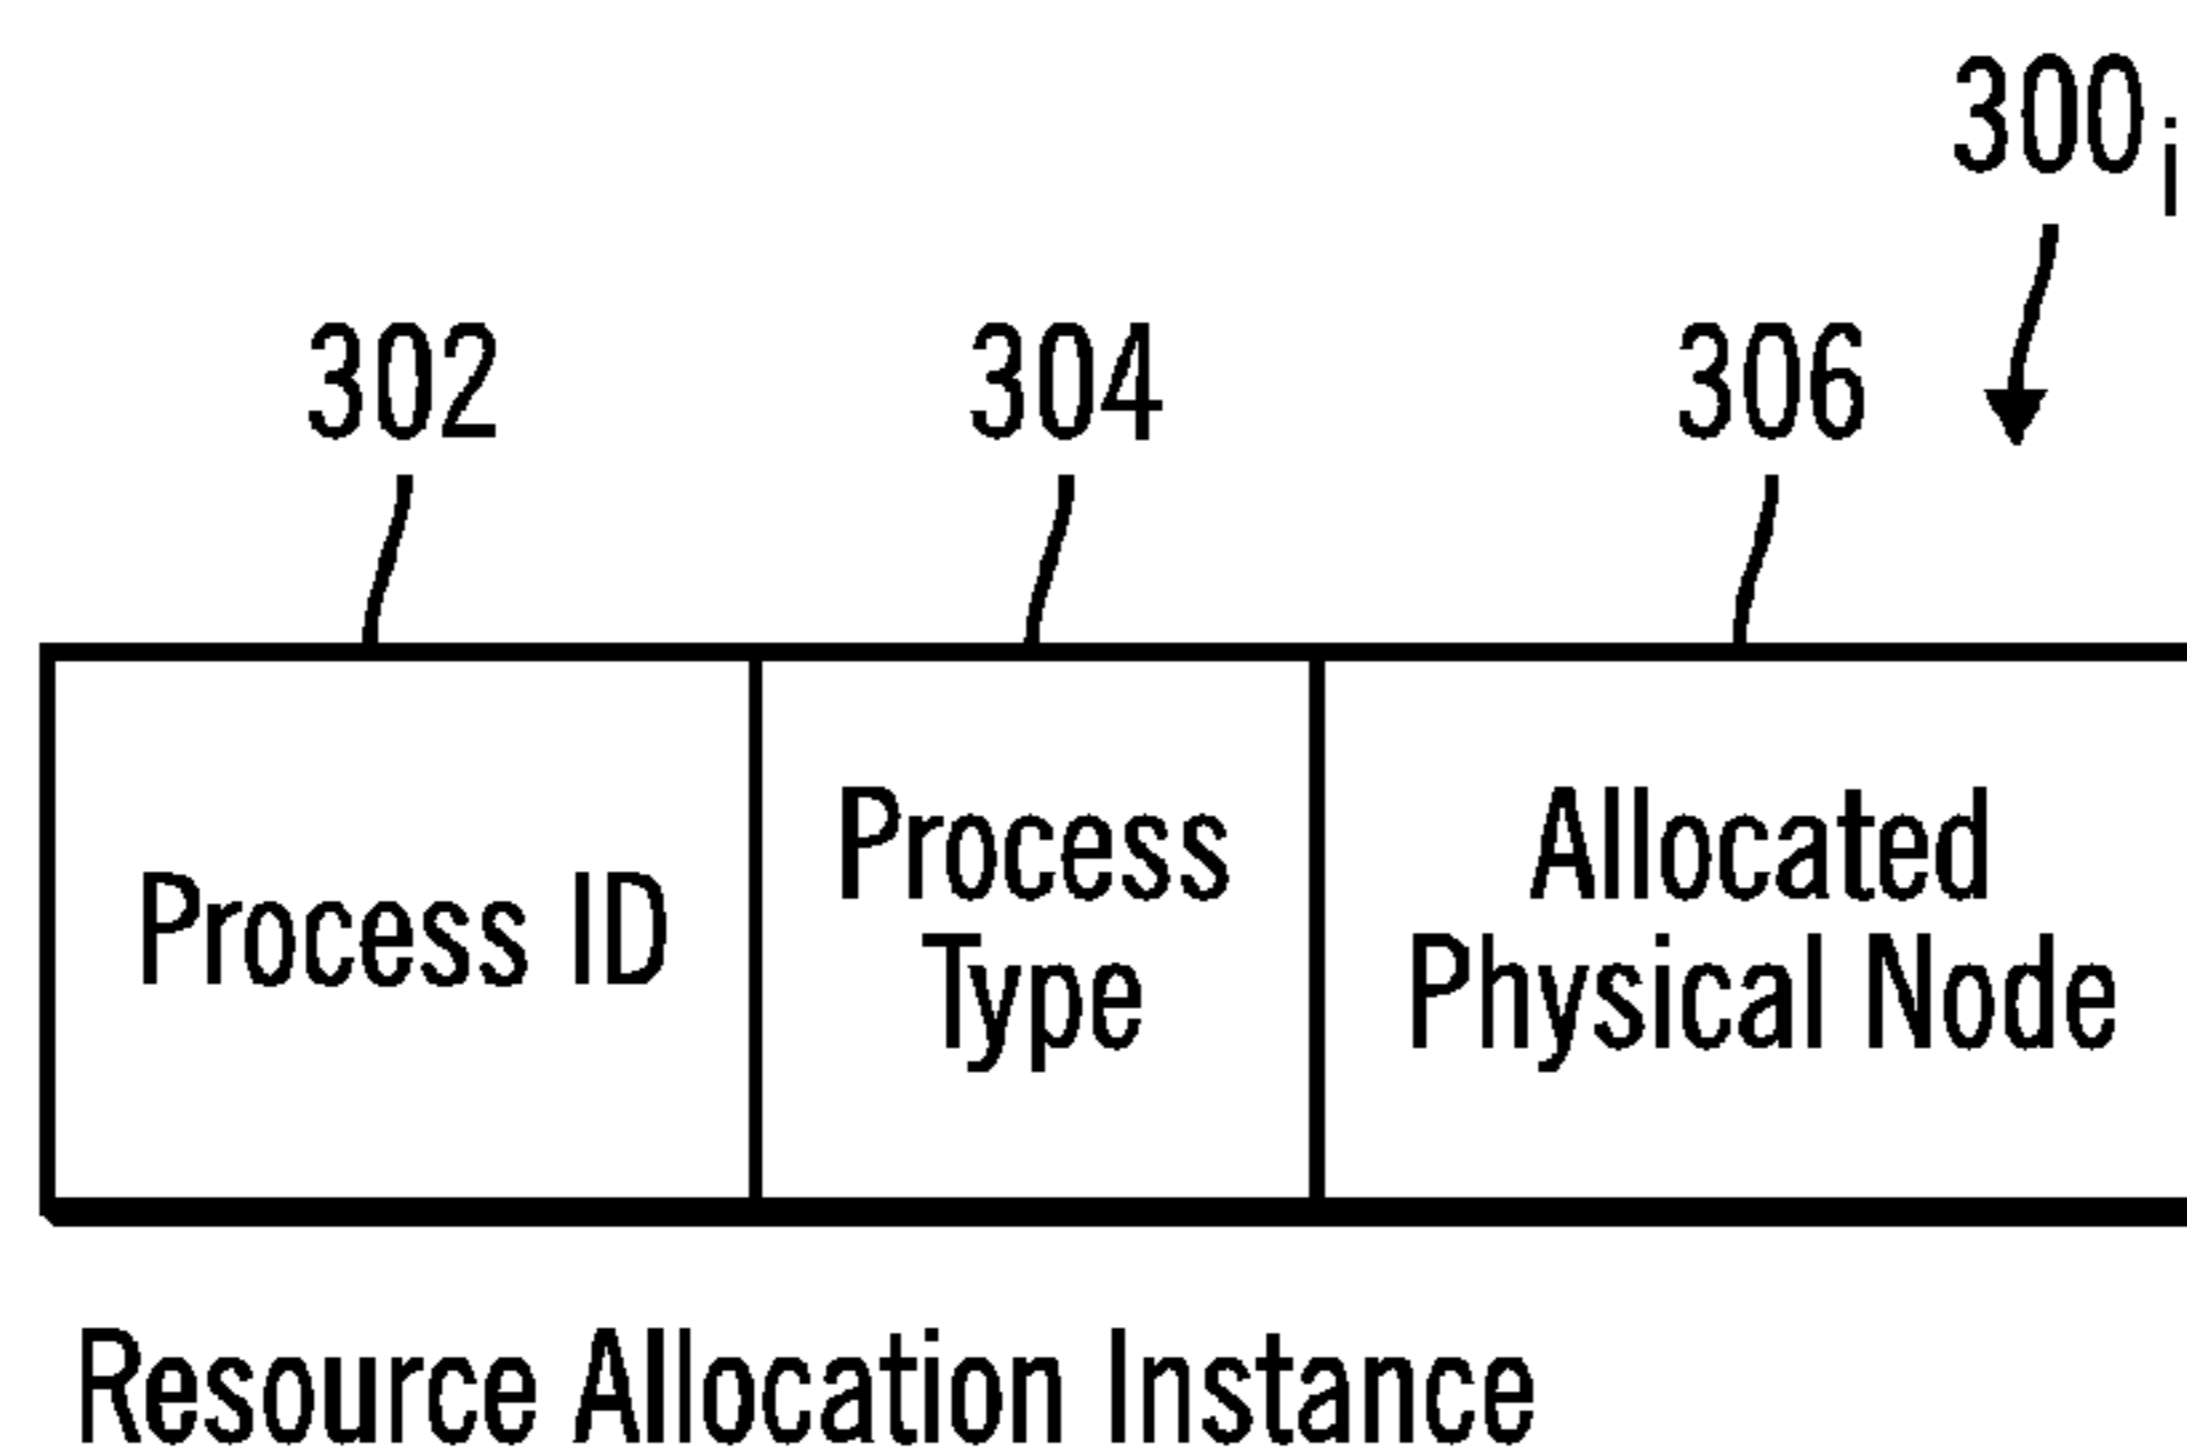 300i
302 304 306
Process ID
Process
Type
Allocated
Physical Node
Resource Allocation Instance